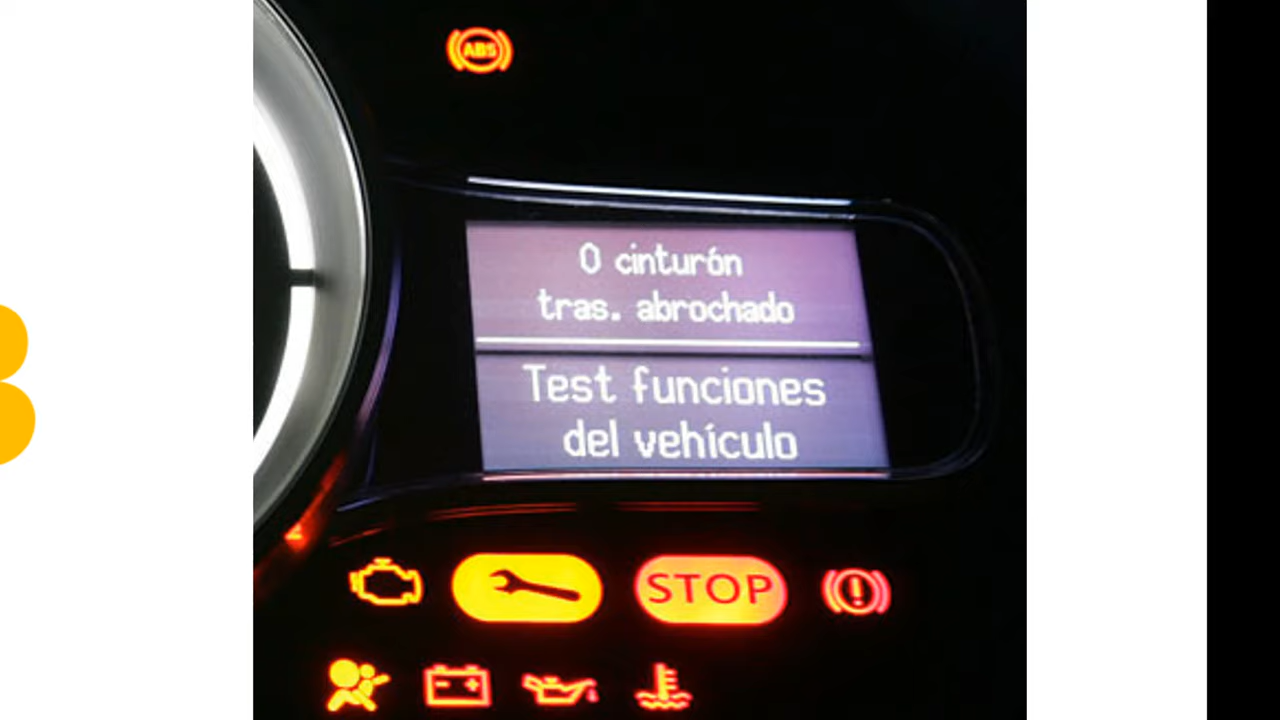 ABS
0 cinturón
tras. abrochado
Test funciones
del vehículo
STOP